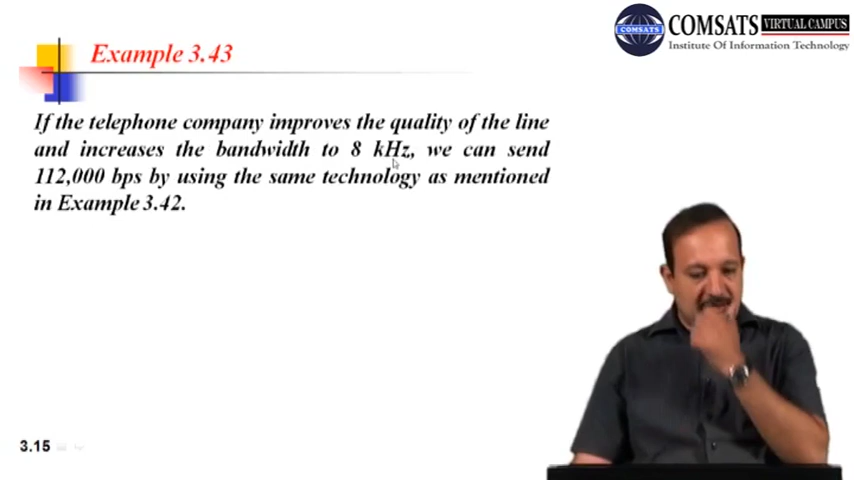 COMSATS VIRTUAL CAMPUS
COMSATS
Institute Of Information Technology
Example 3.43
If the telephone company improves the quality of the line
and increases the bandwidth to 8 kHz, we can send
112,000 bps by using the same technology as mentioned
in Example 3.42.
3.15